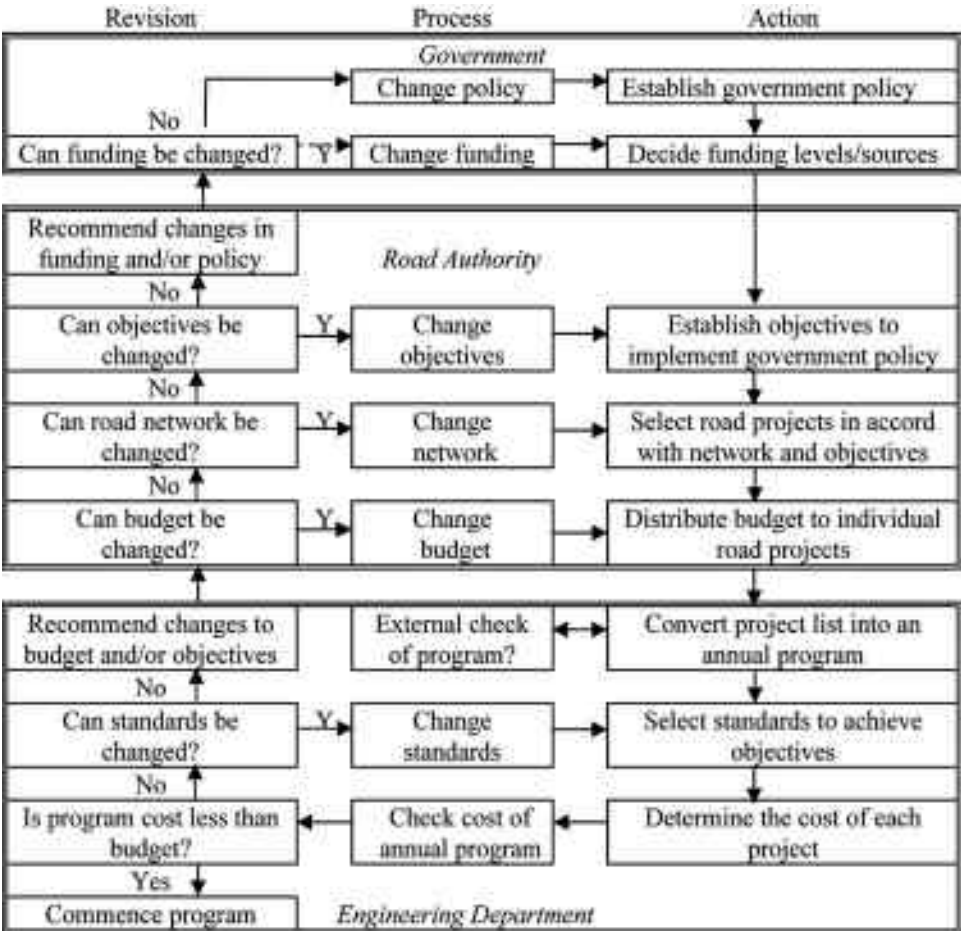 Revision Process Action
Government
Change policy Establish government policy
No
Can funding be changed? Y Change funding Decide funding levels/sources
Recommend changes in
funding and/or policy
Road Authority
No
Can objectives be
changed?
Y
Change
objectives
Establish objectives to
implement government policy
No
Can road network be
changed?
Y
Change
network
Select road projects in accord
with network and objectives
No
Can budget be
changed?
Y
Change
budget
Distribute budget to individual
road projects
Recommend changes to
budget and/or objectives
External check
of program?
Convert project list into an
annual program
No
Can standards be
changed?
Y
Change
standards
Select standards to achieve
objectives
No
Is program cost less than
budget?
Check cost of
annual program
Determine the cost of each
project
Yes
Commence program
Engineering Department